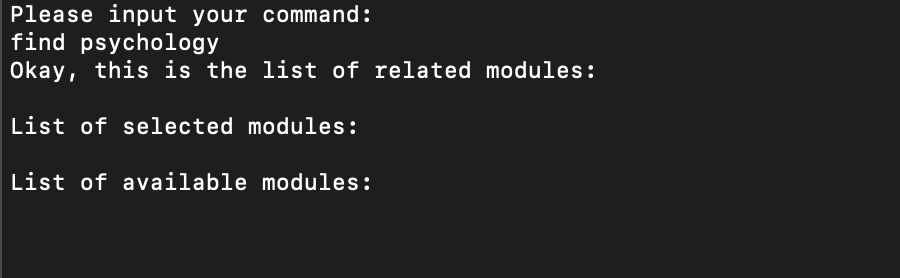 Please input your command:
find psychology
Okay, this is the list of related modules:
List of selected modules:
List of available modules: